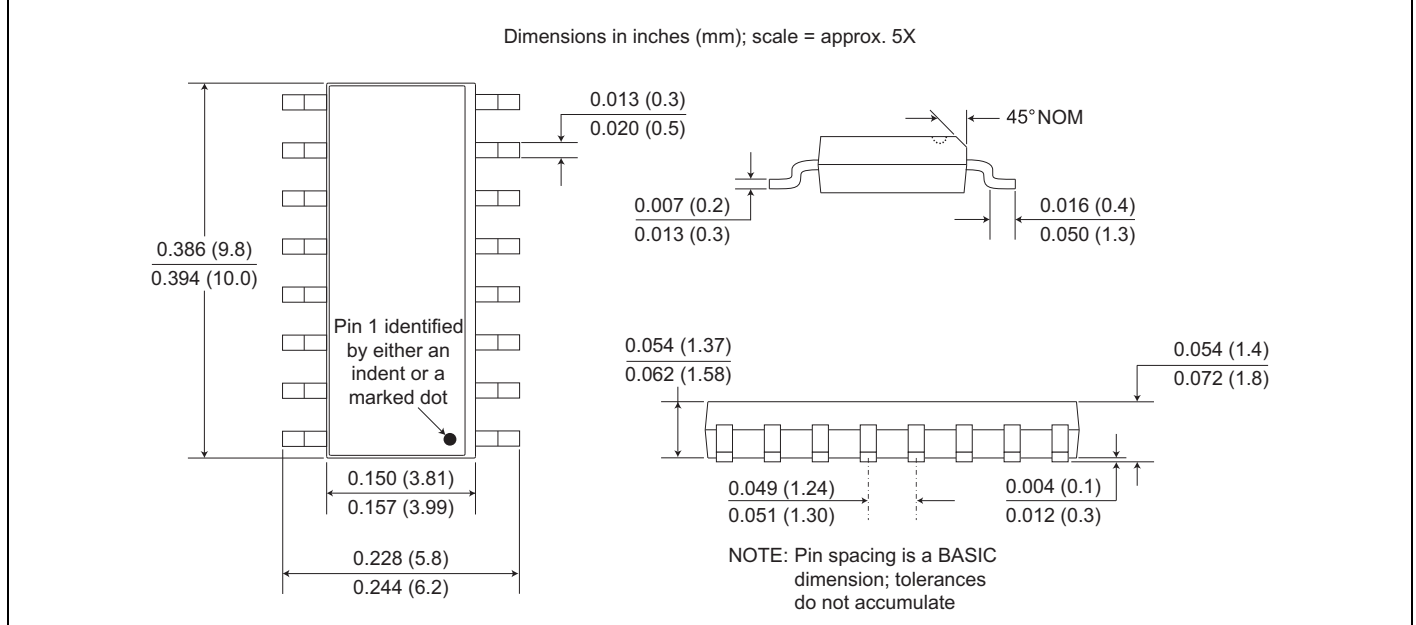 Dimensions in inches (mm); scale = approx. 5X
0.013 (0.3)
0.020 (0.5)
45°NOM
0.007 (0.2)
0.013 (0.3)
0.016 (0.4)
0.050 (1.3)
0.386 (9.8)
0.394 (10.0)
Pin 1 identified
by either an
indent or a
marked dot
0.054 (1.37)
0.062 (1.58)
0.054 (1.4)
0.072 (1.8)
0.150 (3.81)
0.157 (3.99)
0.049 (1.24)
0.051 (1.30)
0.004 (0.1)
0.012 (0.3)
0.228 (5.8)
0.244 (6.2)
NOTE: Pin spacing is a BASIC
dimension; tolerances
do not accumulate